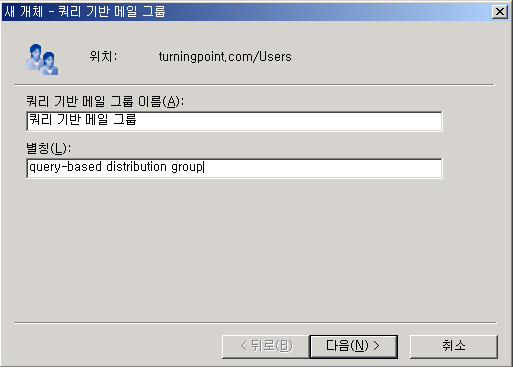 새 개체 - 쿼리 기반 메일 그룹
위치: turningpoint.com/Users
쿼리 기반 메일 그룹 이름(A):
쿼리 기반 메일 그룹
별칭(L):
query-based distribution group
< 뒤로(B) 다음(N) > 취소